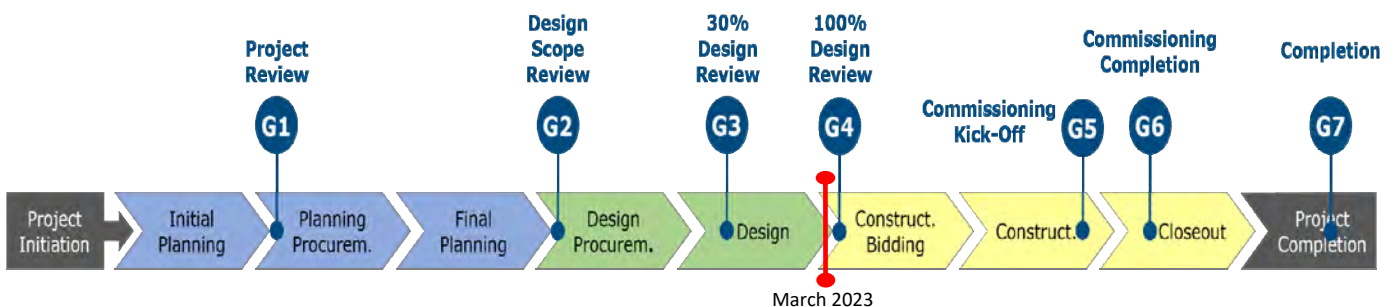 Project
Review
G1
Design
Scope
Review
G2
30%
Design
Review
G3
100%
Design
Review
G4
Commissioning
Kick-Off
G5
Commissioning
Completion
G6
Completion
G7
Project
Initiation
Initial
Planning
Planning
Procurem.
Final
Planning
Design
Procurem.
Design
Construct.
Bidding
Construct.
Closeout
Project
Completion
March 2023